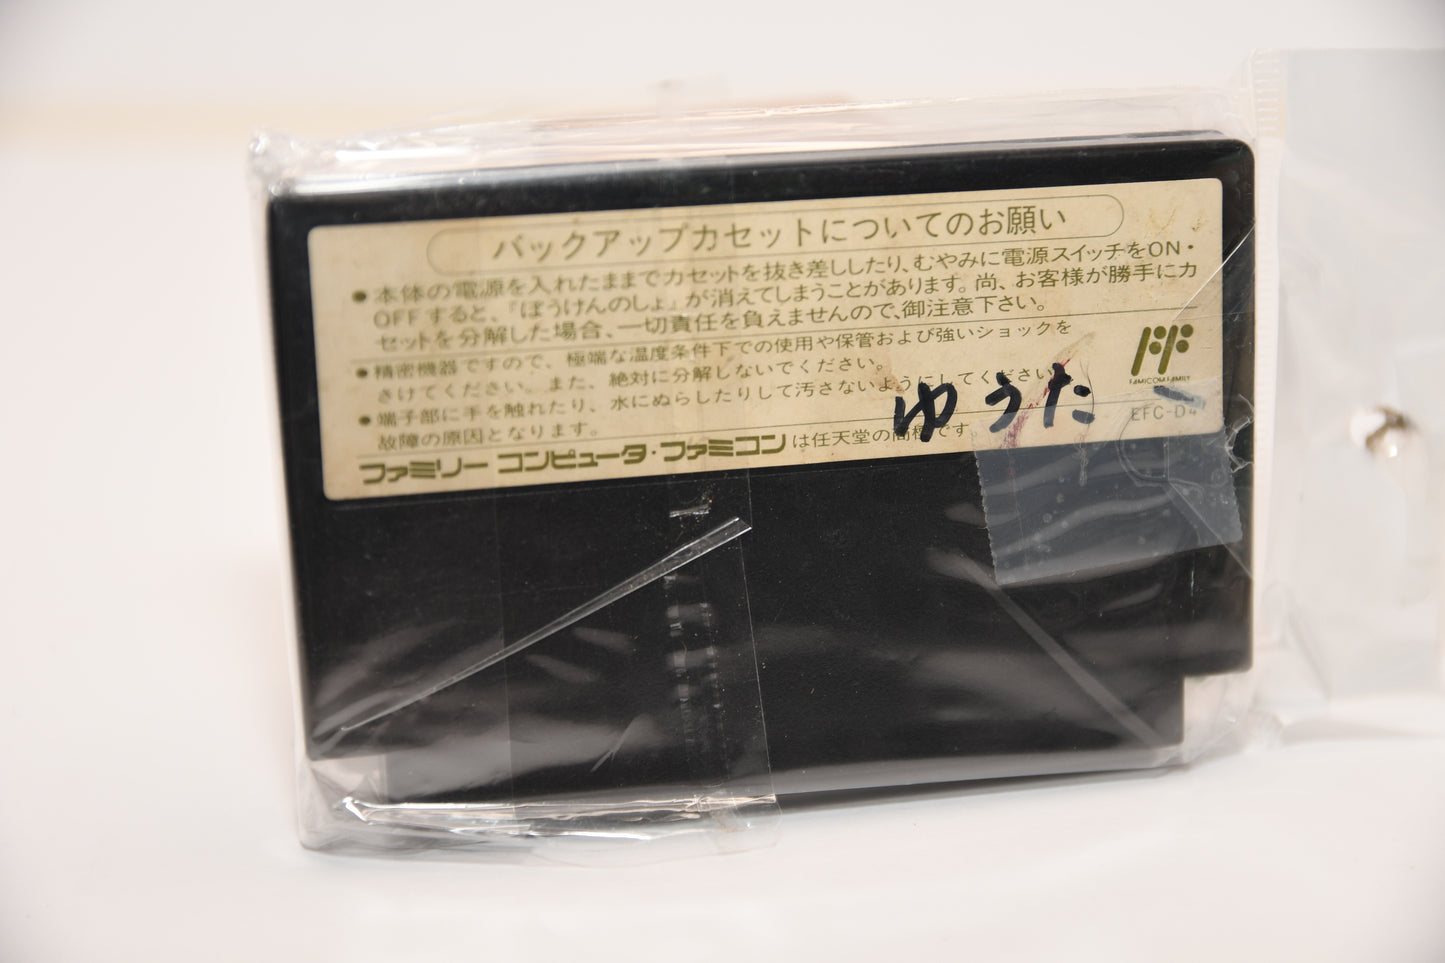 バックアップカセットについてのお願い
●本体の電源を入れたままでカセットを抜き差ししたり、むやみに電源スイッチをON・
OFFすると、『ぼうけんのしょ』が消えてしまうことがあります。尚、お客様が勝手にカ
セットを分解した場合、一切責任を負えませんので、御注意下さい。
●精密機器ですので、極端な温度条件下での使用や保管および強いショックを
さけてください。また、絶対に分解しないでください。
●端子部に手を触れたり、水にぬらしたりして汚さないようにしてください。
故障の原因となります。
ファミリーコンピュータ・ファミコンは任天堂の商標です
FAMICOM FAMILY
EFC-D4
ゆうた